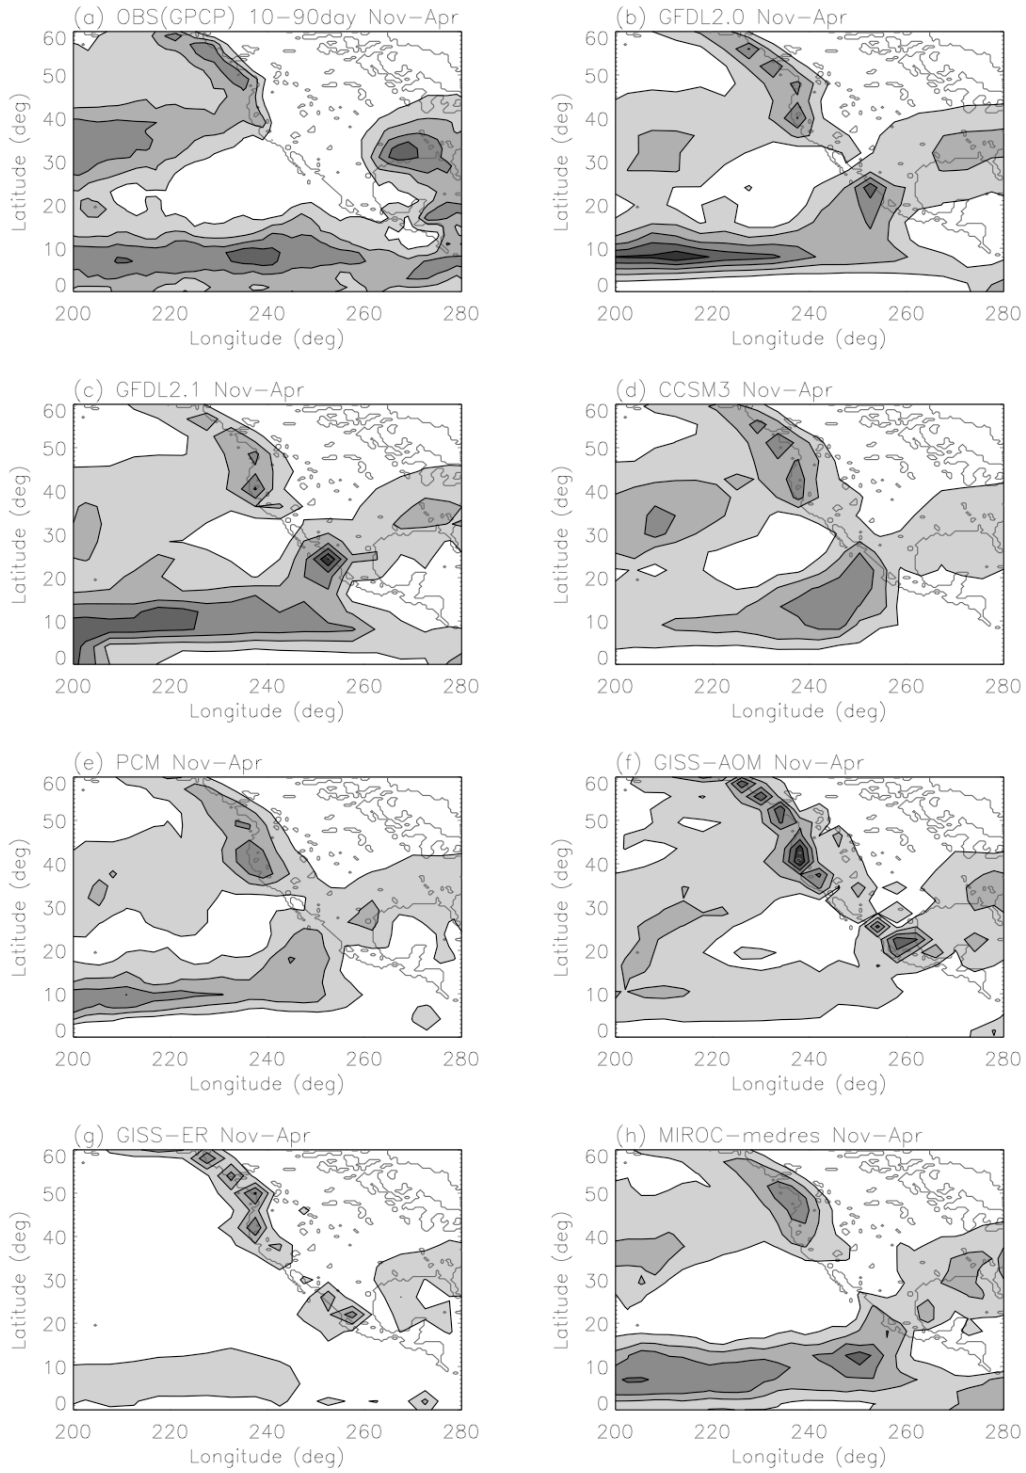 (a) OBS(GPCP) 10-90day Nov-Apr
60
50
40
30
20
10
0
Latitude (deg)
200 220 240 260 280
Longitude (deg)
(b) GFDL2.0 Nov-Apr
60
50
40
30
20
10
0
Latitude (deg)
200 220 240 260 280
Longitude (deg)
(c) GFDL2.1 Nov-Apr
60
50
40
30
20
10
0
Latitude (deg)
200 220 240 260 280
Longitude (deg)
(d) CCSM3 Nov-Apr
60
50
40
30
20
10
0
Latitude (deg)
200 220 240 260 280
Longitude (deg)
(e) PCM Nov-Apr
60
50
40
30
20
10
0
Latitude (deg)
200 220 240 260 280
Longitude (deg)
(f) GISS-AOM Nov-Apr
60
50
40
30
20
10
0
Latitude (deg)
200 220 240 260 280
Longitude (deg)
(g) GISS-ER Nov-Apr
60
50
40
30
20
10
0
Latitude (deg)
200 220 240 260 280
Longitude (deg)
(h) MIROC-medres Nov-Apr
60
50
40
30
20
10
0
Latitude (deg)
200 220 240 260 280
Longitude (deg)